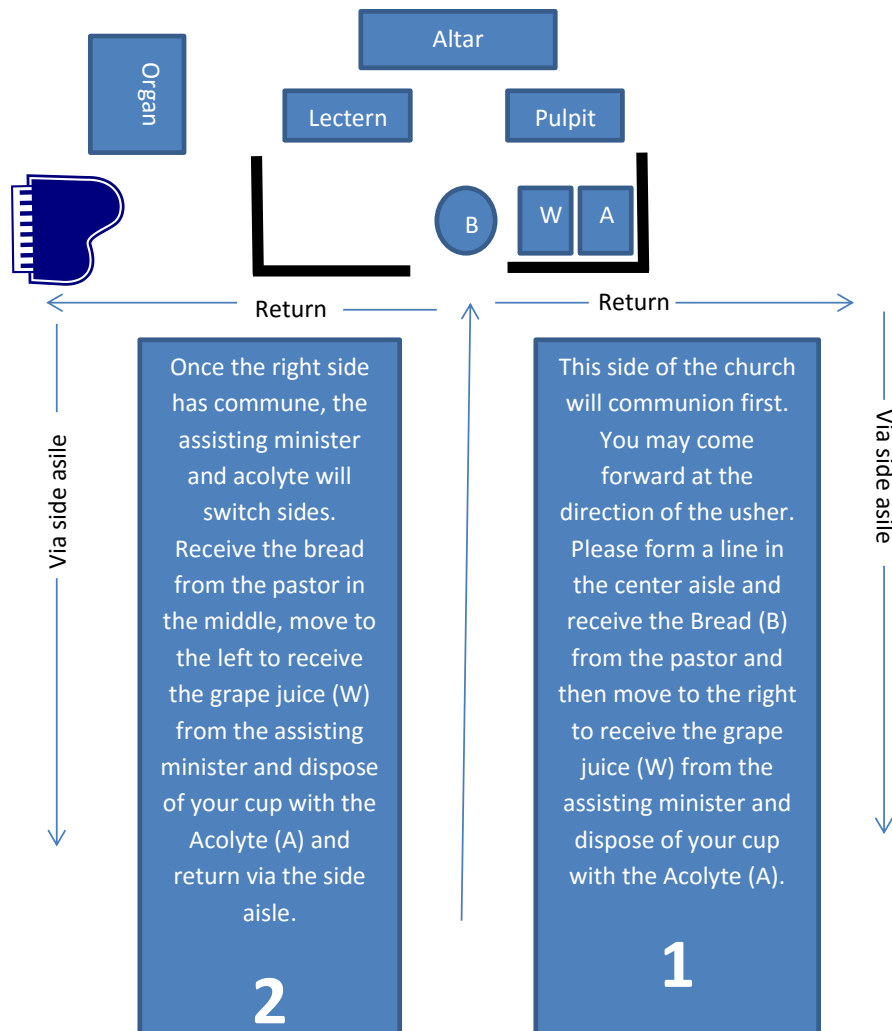 Altar
Organ
Lectern
Pulpit
B
W
A
Return
Return
Via side asile
Once the right side
has commune, the
assisting minister
and acolyte will
switch sides.
Receive the bread
from the pastor in
the middle, move to
the left to receive
the grape juice (W)
from the assisting
minister and dispose
of your cup with the
Acolyte (A) and
return via the side
aisle.
2
This side of the church
will communion first.
You may come
forward at the
direction of the usher.
Please form a line in
the center aisle and
receive the Bread (B)
from the pastor and
then move to the right
to receive the grape
juice (W) from the
assisting minister and
dispose of your cup
with the Acolyte (A).
1
Via side asile